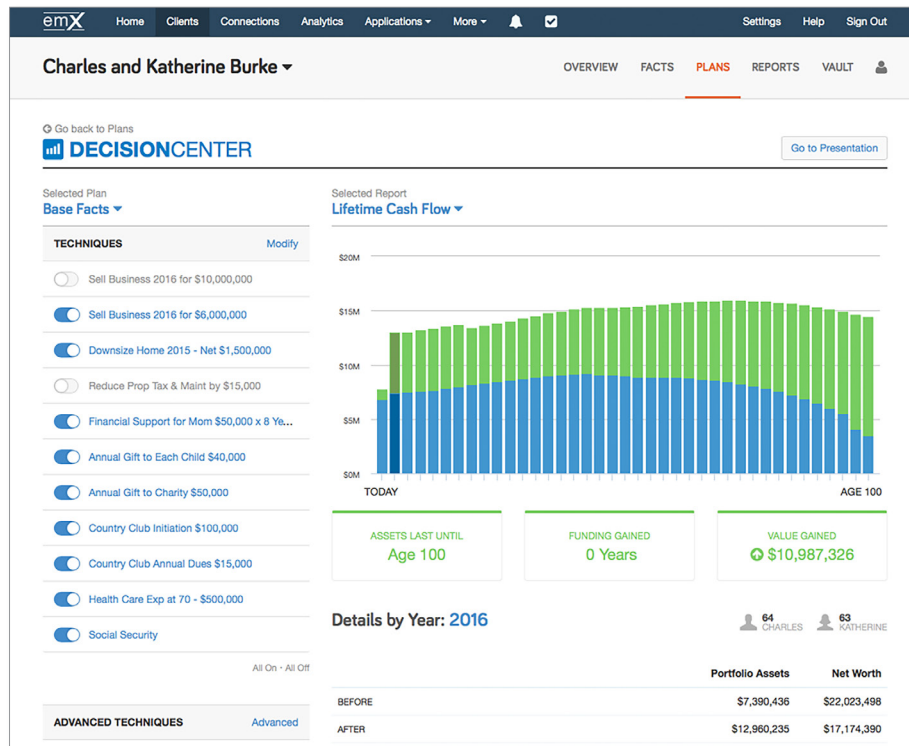 emX Home Clients Connections Analytics Applications More Settings Help Sign Out
Charles and Katherine Burke
OVERVIEW FACTS PLANS REPORTS VAULT
Go back to Plans
DECISIONCENTER
Go to Presentation
Selected Plan
Base Facts
TECHNIQUES Modify
Sell Business 2016 for $10,000,000
Sell Business 2016 for $6,000,000
Downsize Home 2015 - Net $1,500,000
Reduce Prop Tax & Maint by $15,000
Financial Support for Mom $50,000 x 8 Ye...
Annual Gift to Each Child $40,000
Annual Gift to Charity $50,000
Country Club Initiation $100,000
Country Club Annual Dues $15,000
Health Care Exp at 70 - $500,000
Social Security
All On • All Off
ADVANCED TECHNIQUES Advanced
Selected Report
Lifetime Cash Flow
$20M
$15M
$10M
$5M
$0M
TODAY AGE 100
ASSETS LAST UNTIL
Age 100
FUNDING GAINED
0 Years
VALUE GAINED
$10,987,326
Details by Year: 2016
64
CHARLES
63
KATHERINE
Portfolio Assets Net Worth
BEFORE $7,390,436 $22,023,498
AFTER $12,960,235 $17,174,390